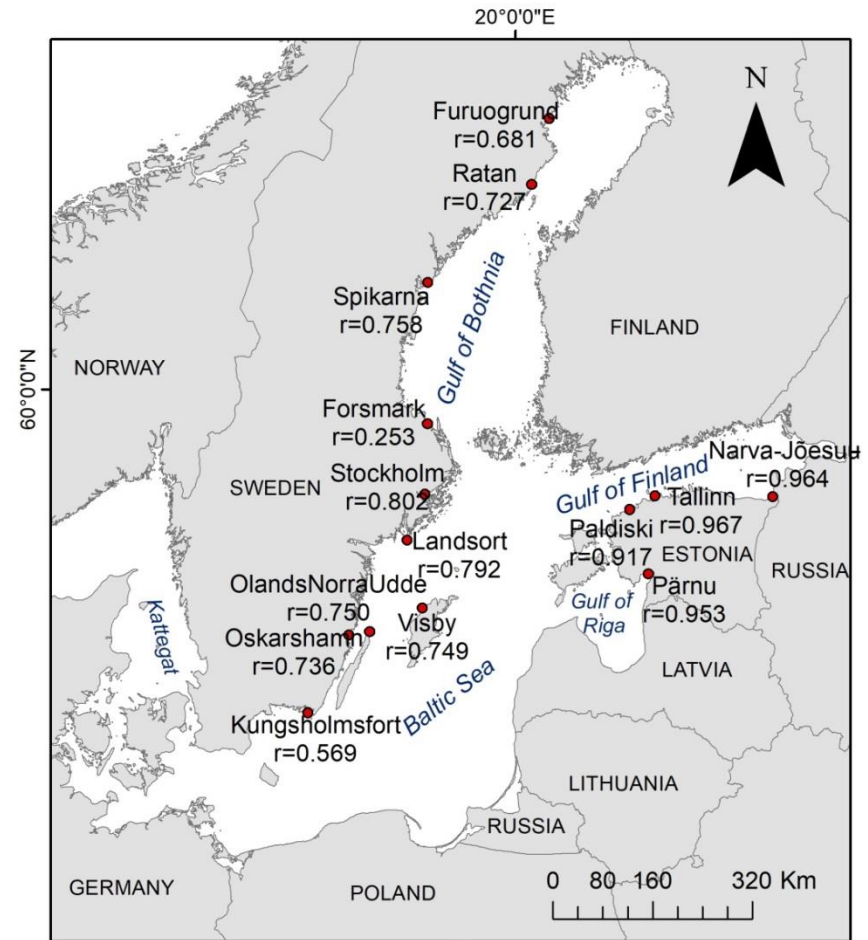 20°0'0"E
N
Furuogrund
r=0.681
Ratan
r=0.727
Spikarna
r=0.758
Gulf of Bothnia
FINLAND
NORWAY
60°0'0"N
Forsmark
r=0.253
Stockholm
r=0.802
SWEDEN
Narva-Jõesuu
r=0.964
Gulf of Finland
Tallinn
r=0.967
Paldiski
r=0.917
ESTONIA
RUSSIA
Landsort
r=0.792
OlandsNorraUdde
r=0.750
Visby
r=0.749
Pärnu
r=0.953
Gulf of
Riga
Kattegat
Oskarshamn
r=0.736
LATVIA
Baltic Sea
Kungsholmsfort
r=0.569
LITHUANIA
RUSSIA
GERMANY
POLAND
0 80 160 320 Km